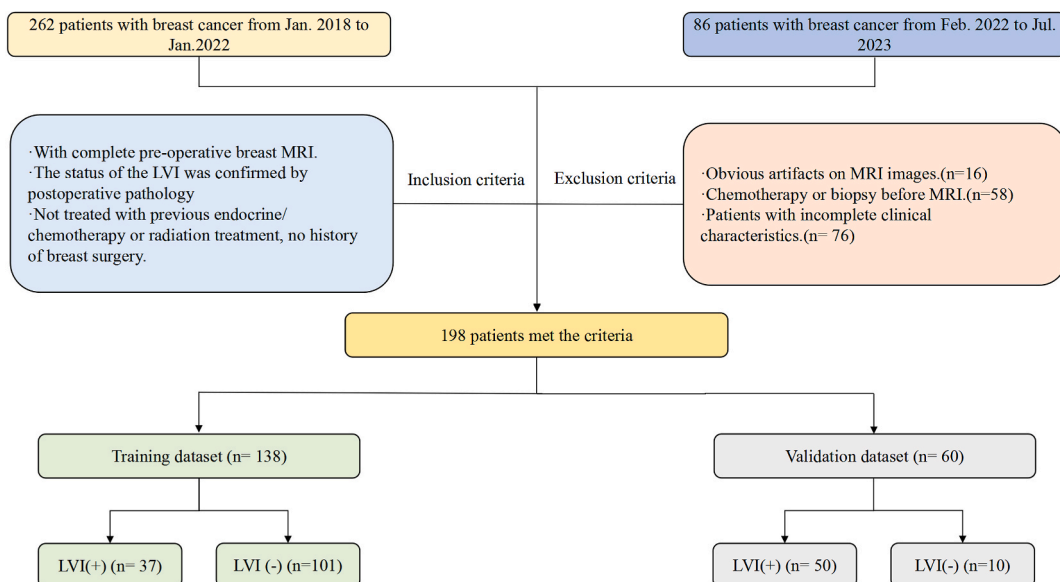 262 patients with breast cancer from Jan. 2018 to
Jan.2022
86 patients with breast cancer from Feb. 2022 to Jul.
2023
·With complete pre-operative breast MRI.
·The status of the LVI was confirmed by
postoperative pathology
·Not treated with previous endocrine/
chemotherapy or radiation treatment, no history
of breast surgery.
Inclusion criteria
Exclusion criteria
·Obvious artifacts on MRI images.(n=16)
·Chemotherapy or biopsy before MRI.(n=58)
·Patients with incomplete clinical
characteristics.(n= 76)
198 patients met the criteria
Training dataset (n= 138)
Validation dataset (n= 60)
LVI(+) (n= 37)
LVI (-) (n=101)
LVI(+) (n= 50)
LVI(-) (n=10)